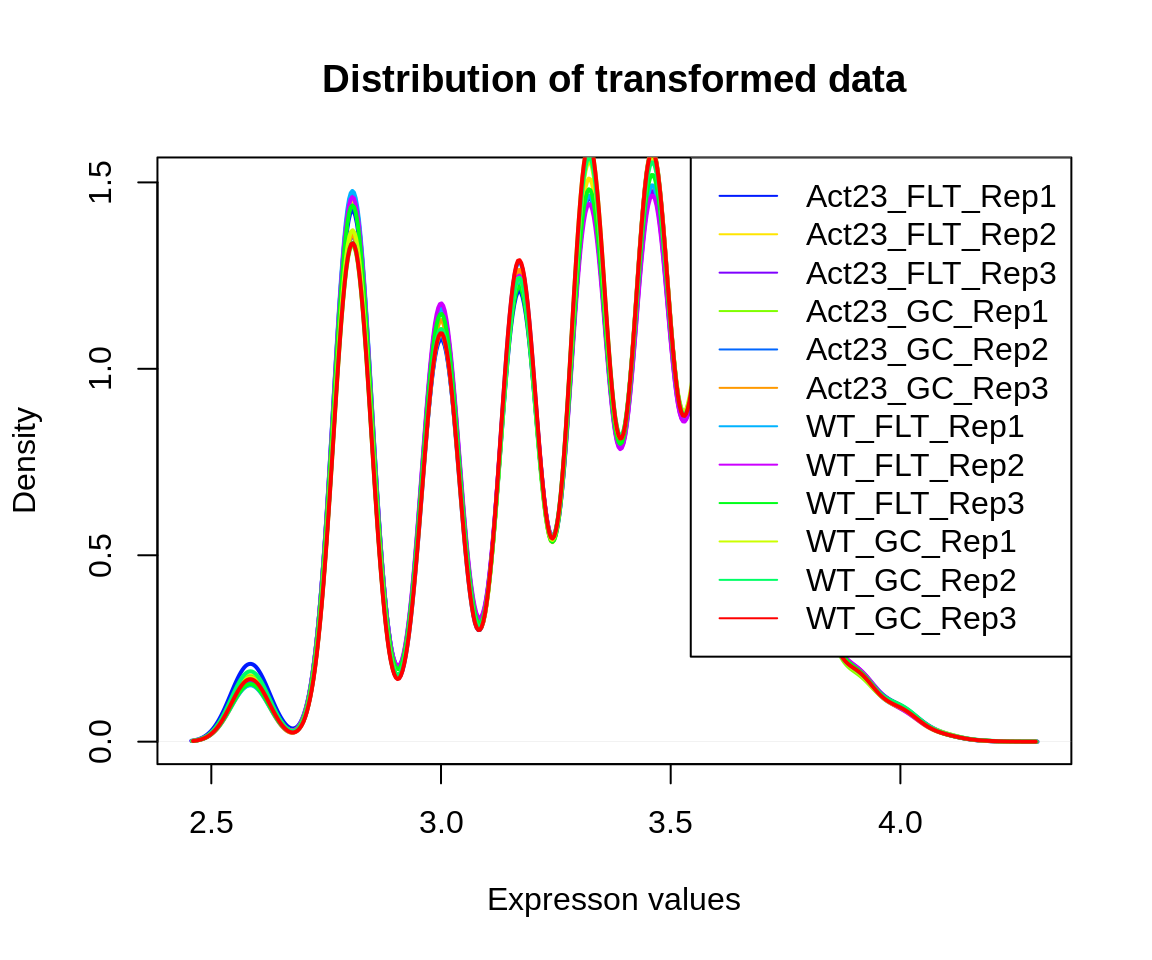 Distribution of transformed data
Density
0.0
0.5
1.0
1.5
Act23_FLT_Rep1
Act23_FLT_Rep2
Act23_FLT_Rep3
Act23_GC_Rep1
Act23_GC_Rep2
Act23_GC_Rep3
WT_FLT_Rep1
WT_FLT_Rep2
WT_FLT_Rep3
WT_GC_Rep1
WT_GC_Rep2
WT_GC_Rep3
2.5 3.0 3.5 4.0
Expresson values